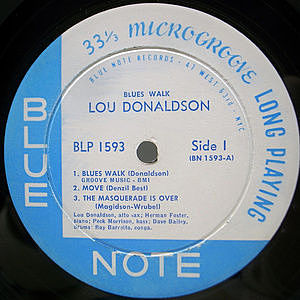 33 1/3 MICROGROOVE LONG PLAYING
BLUE NOTE RECORDS • 47 WEST 63rd • NYC
BLUES WALK
LOU DONALDSON
BLP 1593
Side 1
(BN 1593-A)
1. BLUES WALK (Donaldson)
GROOVE MUSIC - BMI
2. MOVE (Denzil Best)
3. THE MASQUERADE IS OVER
(Magidson-Wrubel)
Lou Donaldson, alto sax; Herman Foster,
piano; Peck Morrison, bass; Dave Bailey,
drums; Ray Barretto, conga.
BLUE
NOTE